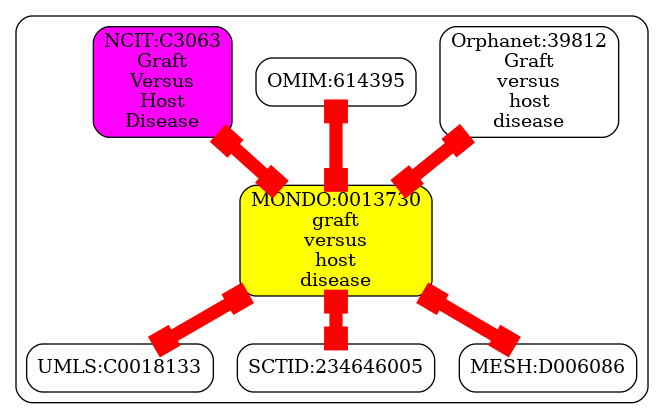 NCIT:C3063
Graft
Versus
Host
Disease
OMIM:614395
Orphanet:39812
Graft
versus
host
disease
MONDO:0013730
graft
versus
host
disease
UMLS:C0018133
SCTID:234646005
MESH:D006086